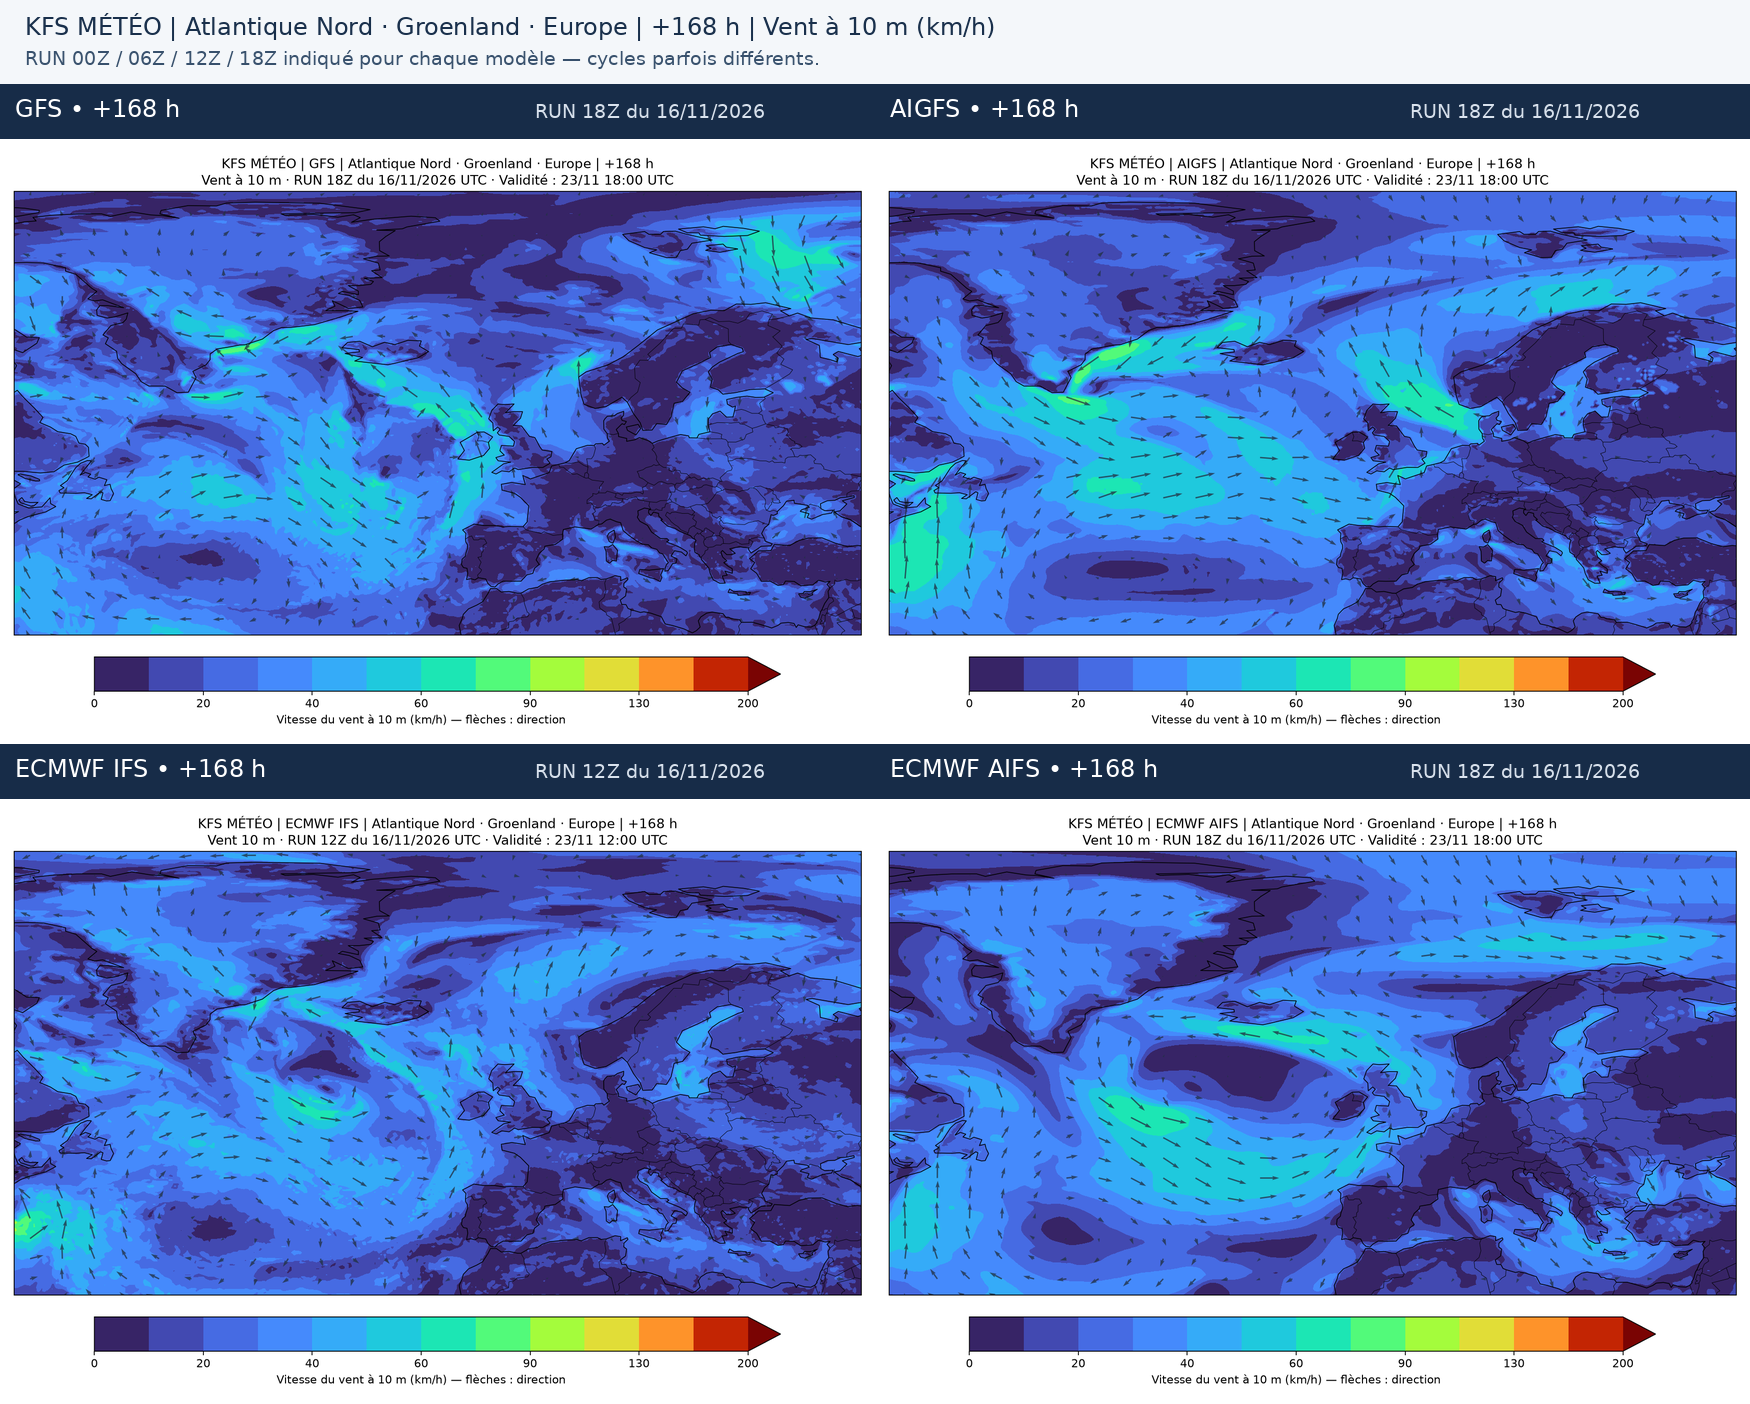 KFS MÉTÉO | Atlantique Nord · Groenland · Europe | +168 h | Vent à 10 m (km/h)
RUN 00Z / 06Z / 12Z / 18Z indiqué pour chaque modèle — cycles parfois différents.
GFS • +168 h RUN 18Z du 16/11/2026
KFS MÉTÉO | GFS | Atlantique Nord · Groenland · Europe | +168 h
Vent à 10 m · RUN 18Z du 16/11/2026 UTC · Validité : 23/11 18:00 UTC
0 20 40 60 90 130 200
Vitesse du vent à 10 m (km/h) — flèches : direction
AIGFS • +168 h RUN 18Z du 16/11/2026
KFS MÉTÉO | AIGFS | Atlantique Nord · Groenland · Europe | +168 h
Vent à 10 m · RUN 18Z du 16/11/2026 UTC · Validité : 23/11 18:00 UTC
0 20 40 60 90 130 200
Vitesse du vent à 10 m (km/h) — flèches : direction
ECMWF IFS • +168 h RUN 12Z du 16/11/2026
KFS MÉTÉO | ECMWF IFS | Atlantique Nord · Groenland · Europe | +168 h
Vent 10 m · RUN 12Z du 16/11/2026 UTC · Validité : 23/11 12:00 UTC
0 20 40 60 90 130 200
Vitesse du vent à 10 m (km/h) — flèches : direction
ECMWF AIFS • +168 h RUN 18Z du 16/11/2026
KFS MÉTÉO | ECMWF AIFS | Atlantique Nord · Groenland · Europe | +168 h
Vent 10 m · RUN 18Z du 16/11/2026 UTC · Validité : 23/11 18:00 UTC
0 20 40 60 90 130 200
Vitesse du vent à 10 m (km/h) — flèches : direction